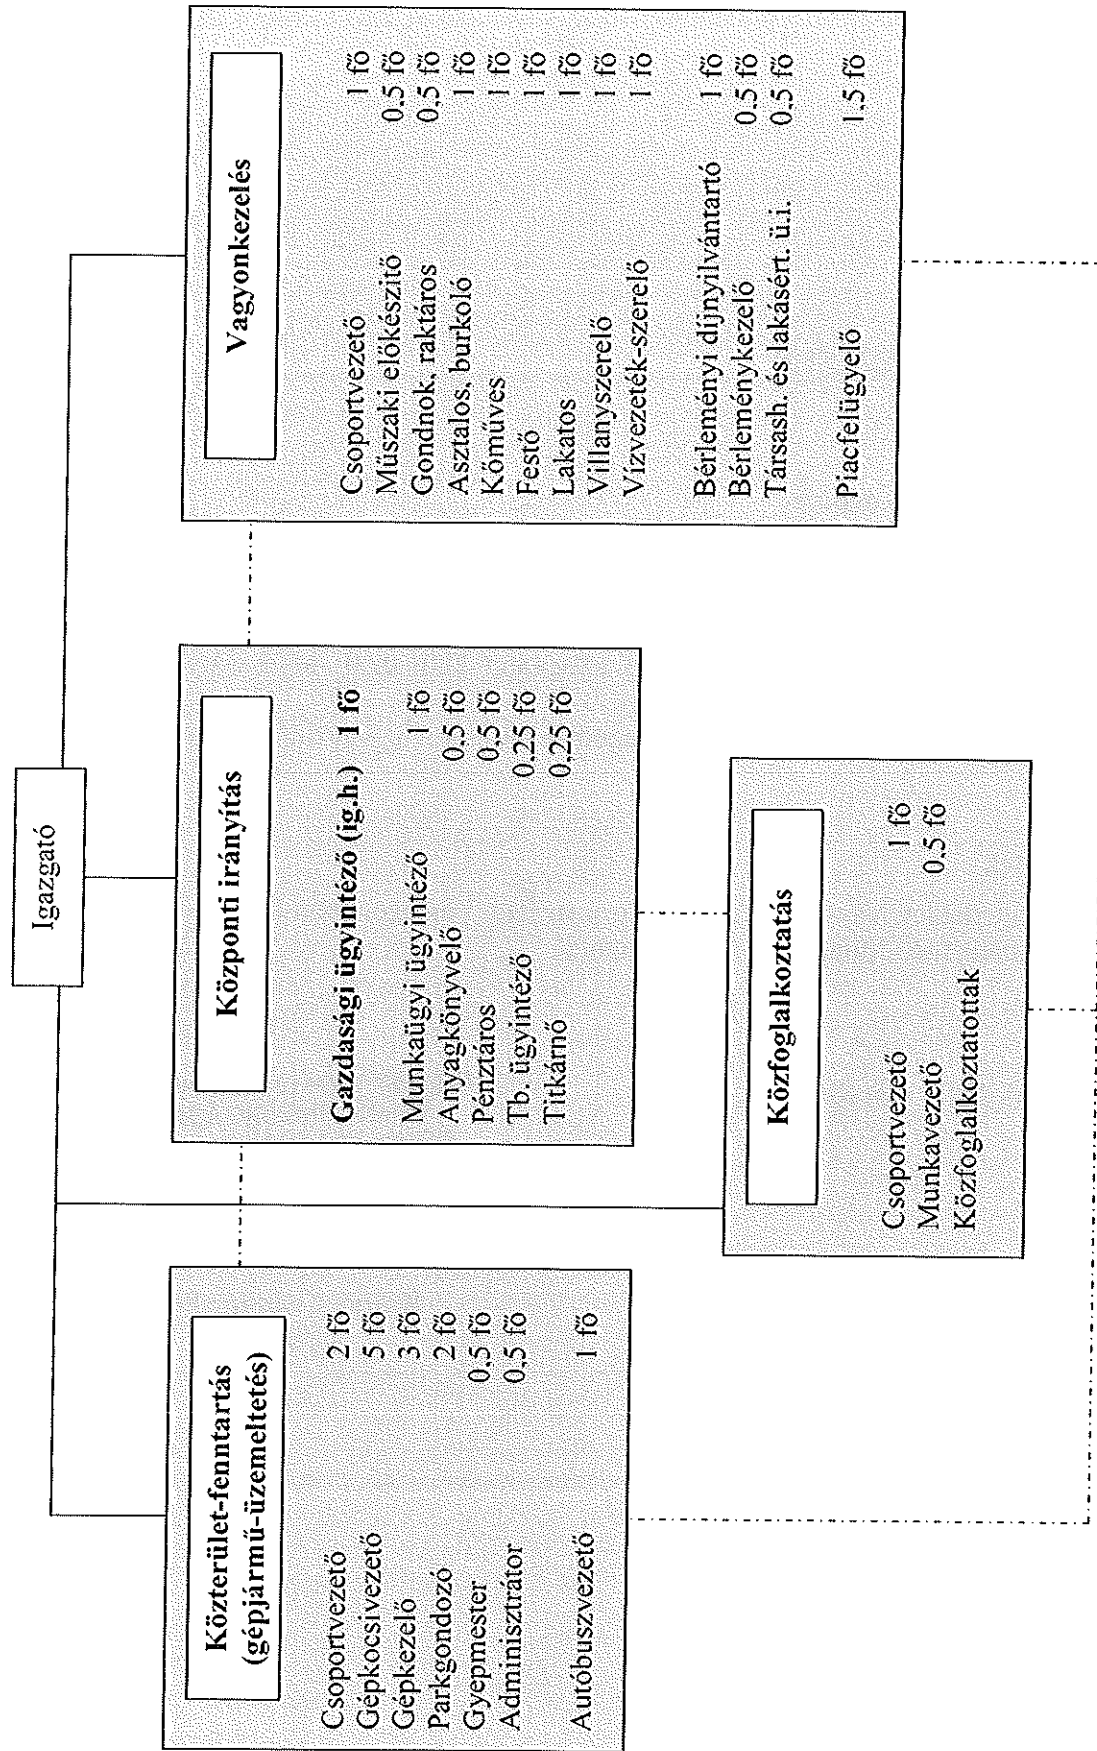 Igazgató
Közterület-fenntartás
(gépjármű-üzemeltetés)
Csoportvezető 2 fő
Gépkocsivezető 5 fő
Gépkezelő 3 fő
Parkgondozó 2 fő
Gyepmester 0,5 fő
Adminisztrátor 0,5 fő
Autóbuszvezető 1 fő
Központi irányítás
Gazdasági ügyintéző (ig.h.) 1 fő
Munkaügyi ügyintéző 1 fő
Anyagkönyvelő 0,5 fő
Pénztáros 0,5 fő
Tb. ügyintéző 0,25 fő
Titkárnő 0,25 fő
Vagyonkezelés
Csoportvezető 1 fő
Műszaki előkészítő 0,5 fő
Gondnok, raktáros 0,5 fő
Asztalos, burkoló 1 fő
Kőműves 1 fő
Festő 1 fő
Lakatos 1 fő
Villanyszerelő 1 fő
Vízvezeték-szerelő 1 fő
Bérleményi díjnyilvántartó 1 fő
Bérleménykezelő 0,5 fő
Társash. és lakásért. ü.i. 0,5 fő
Piacfelügyelő 1,5 fő
Közfoglalkoztatás
Csoportvezető 1 fő
Munkavezető 0,5 fő
Közfoglalkoztatottak